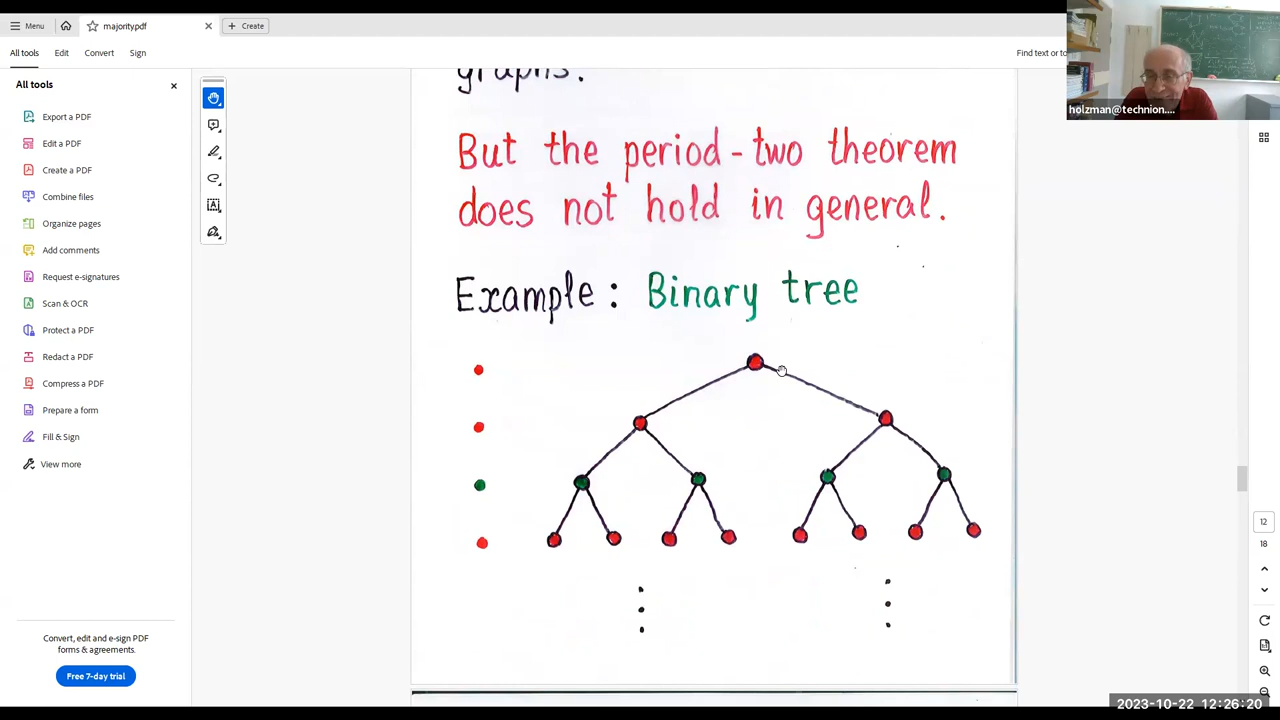 Menu
majority.pdf
Create
All tools
Edit
Convert
Sign
Find text or to
holzman@technion....
All tools
Export a PDF
Edit a PDF
Create a PDF
Combine files
Organize pages
Add comments
Request e-signatures
Scan & OCR
Protect a PDF
Redact a PDF
Compress a PDF
Prepare a form
Fill & Sign
View more
Convert, edit and e-sign PDF
forms & agreements.
Free 7-day trial
graphs.
But the period-two theorem
does not hold in general.
Example: Binary tree
12
18
2023-10-22 12:26:20